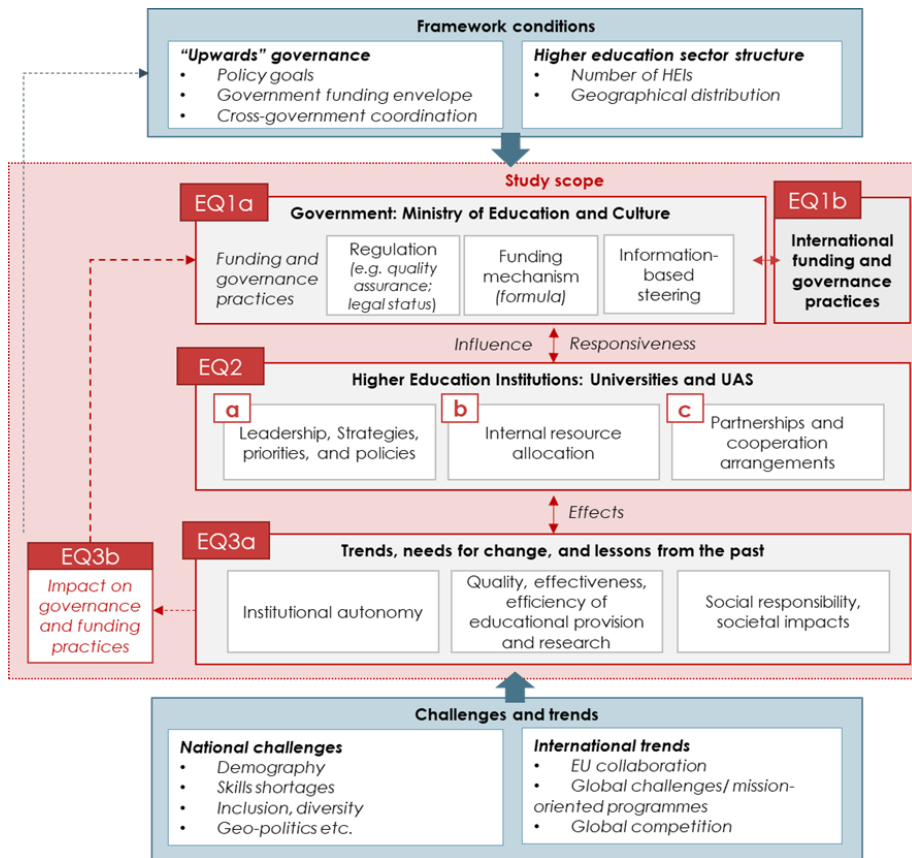 Framework conditions
“Upwards” governance
• Policy goals
• Government funding envelope
• Cross-government coordination
Higher education sector structure
• Number of HEIs
• Geographical distribution
Study scope
EQ1a
Government: Ministry of Education and Culture
Funding and
governance
practices
Regulation
(e.g. quality
assurance;
legal status)
Funding
mechanism
(formula)
Information-
based
steering
EQ1b
International
funding and
governance
practices
Influence
Responsiveness
EQ2
Higher Education Institutions: Universities and UAS
a
Leadership, Strategies,
priorities, and policies
b
Internal resource
allocation
c
Partnerships and
cooperation
arrangements
Effects
EQ3a
Trends, needs for change, and lessons from the past
Institutional autonomy
Quality, effectiveness,
efficiency of
educational provision
and research
Social responsibility,
societal impacts
EQ3b
Impact on
governance
and funding
practices
Challenges and trends
National challenges
• Demography
• Skills shortages
• Inclusion, diversity
• Geo-politics etc.
International trends
• EU collaboration
• Global challenges/ mission-
oriented programmes
• Global competition